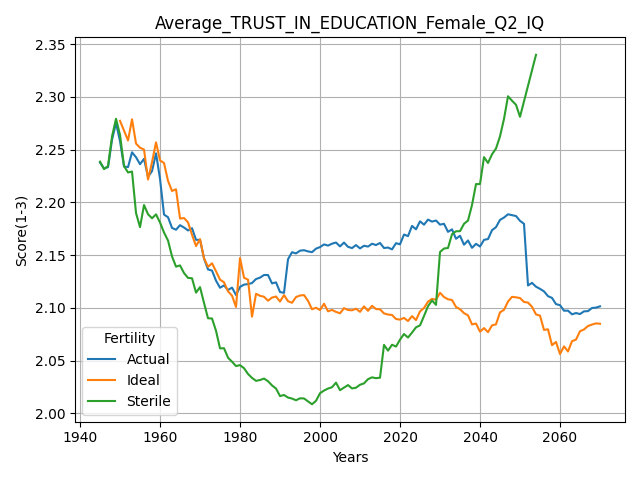 Average_TRUST_IN_EDUCATION_Female_Q2_IQ
2.35
2.30
2.25
2.20
2.15
2.10
2.05
2.00
Score(1-3)
Fertility
Actual
Ideal
Sterile
1940 1960 1980 2000 2020 2040 2060
Years